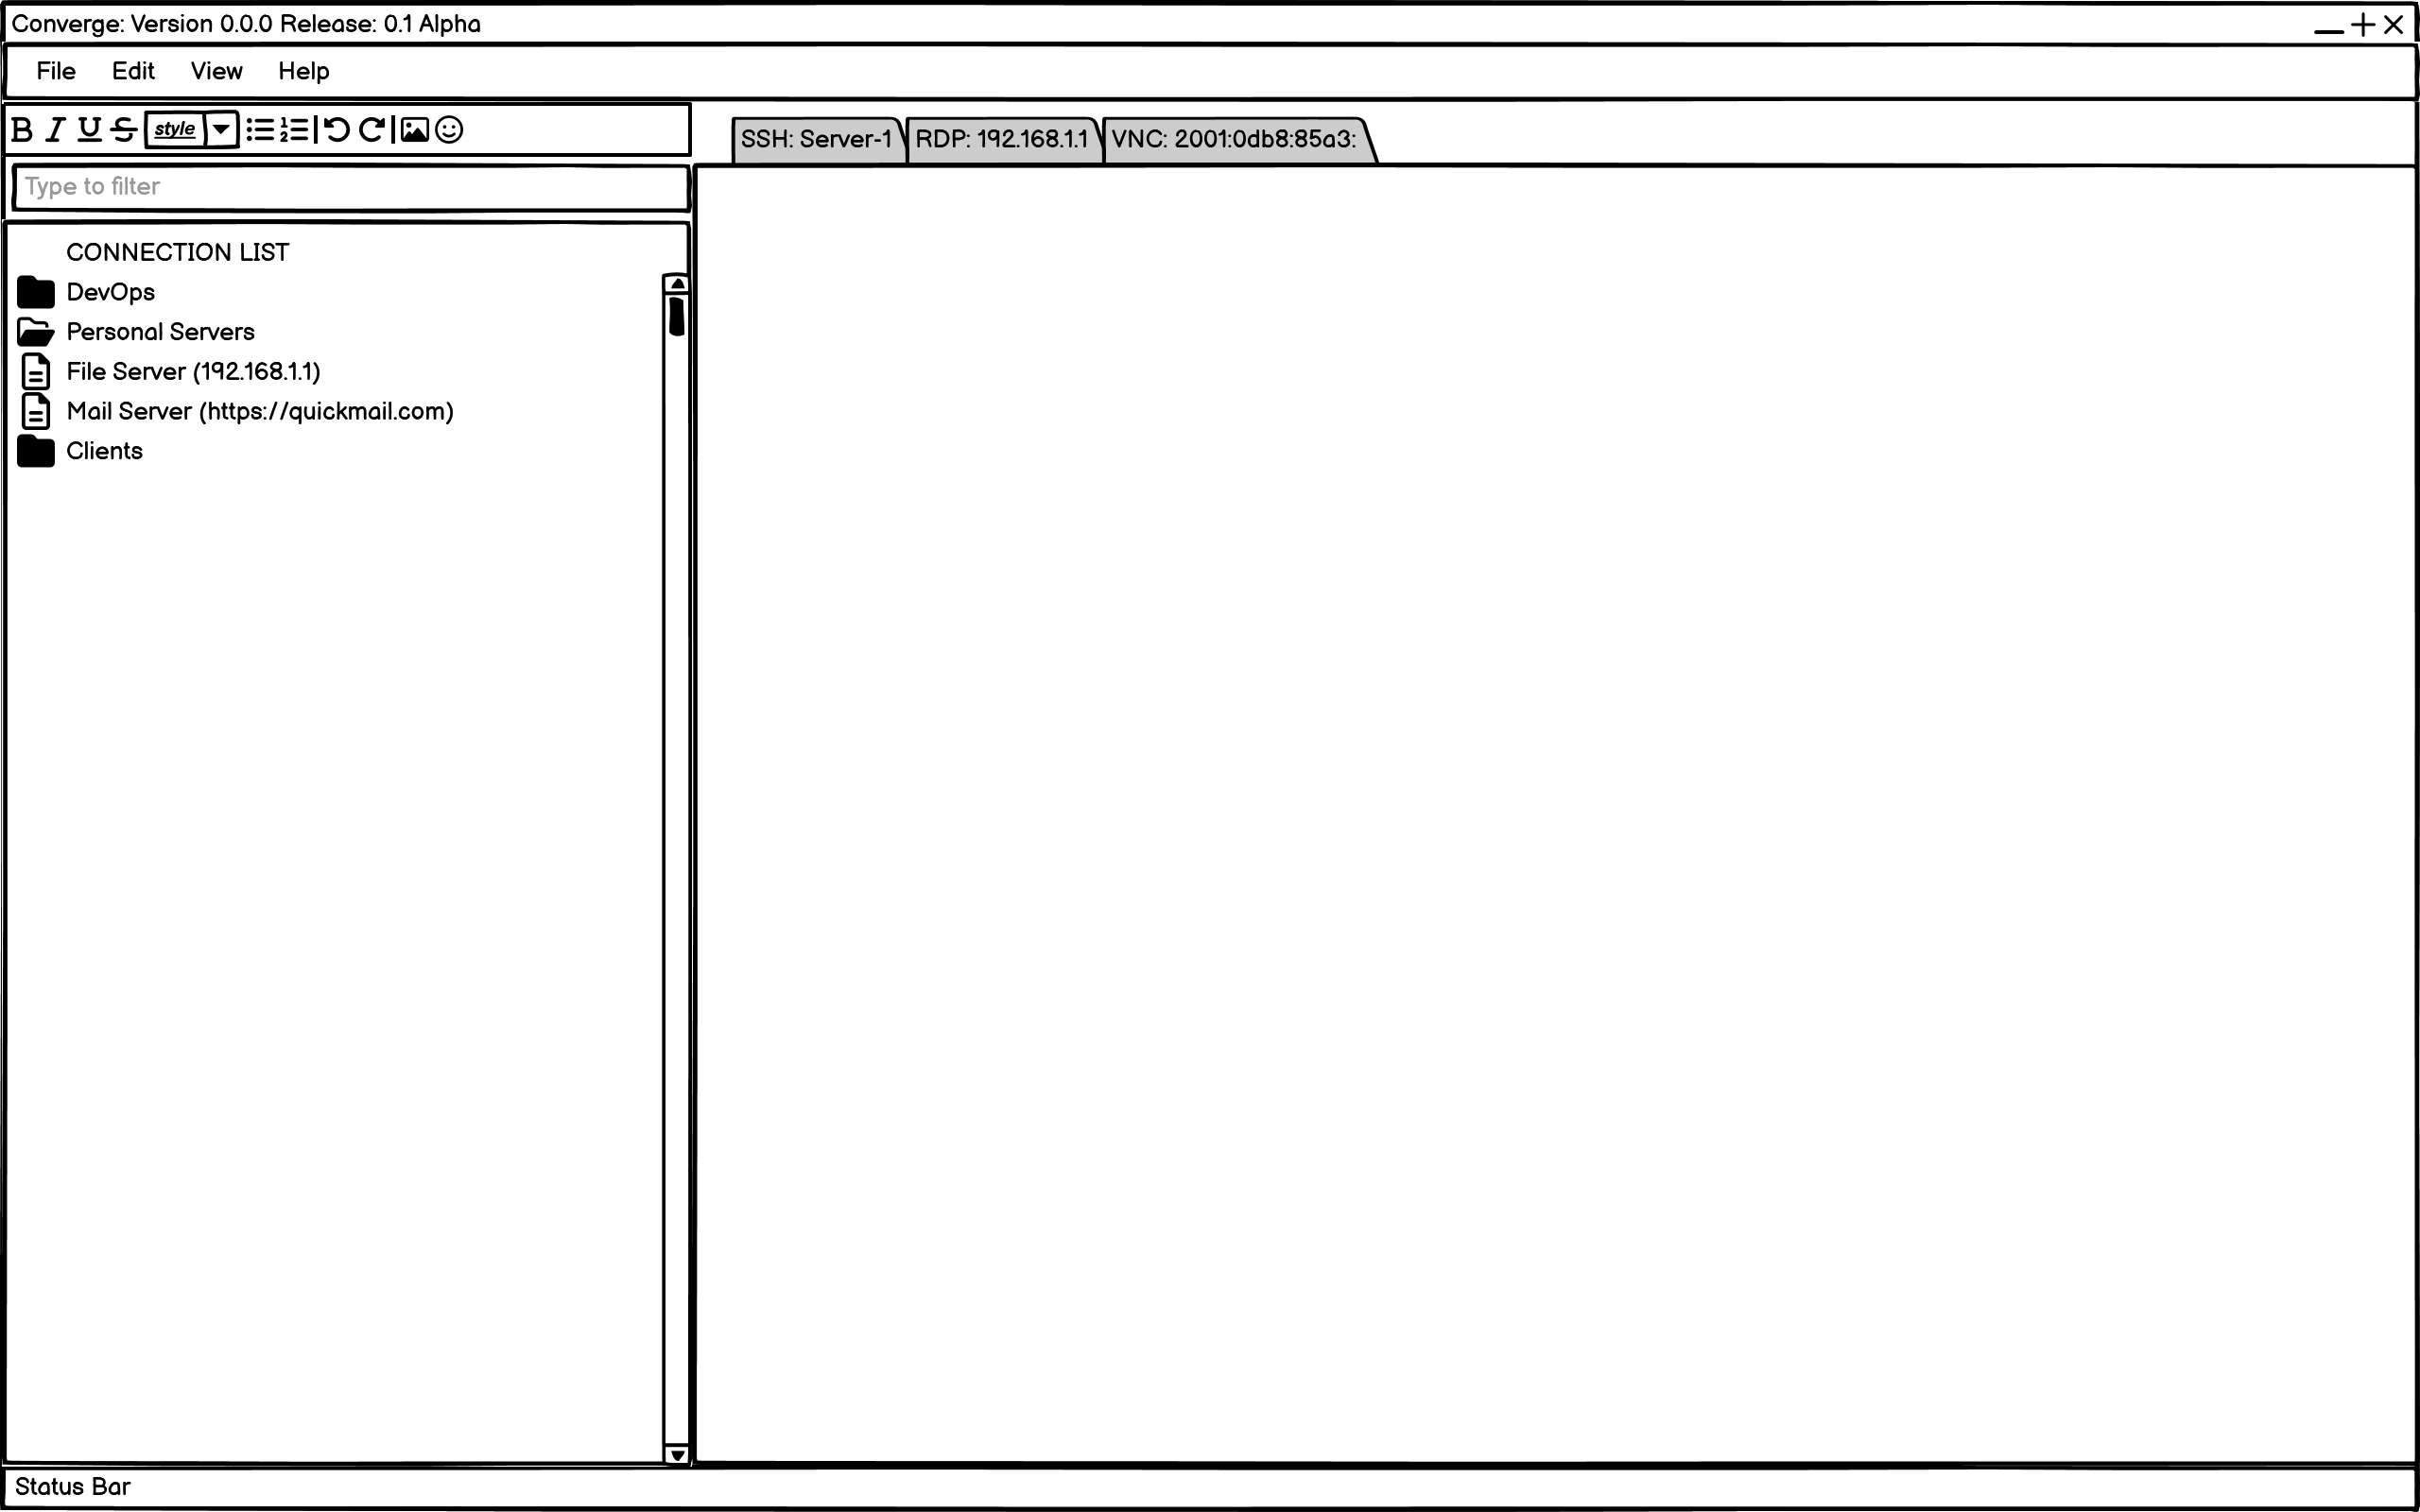 Converge: Version 0.0.0 Release: 0.1 Alpha
File Edit View Help
B I U S style
SSH: Server-1 RDP: 192.168.1.1 VNC: 2001:0db8:85a3:
Type to filter
CONNECTION LIST
DevOps
Personal Servers
File Server (192.168.1.1)
Mail Server (https://quickmail.com)
Clients
Status Bar